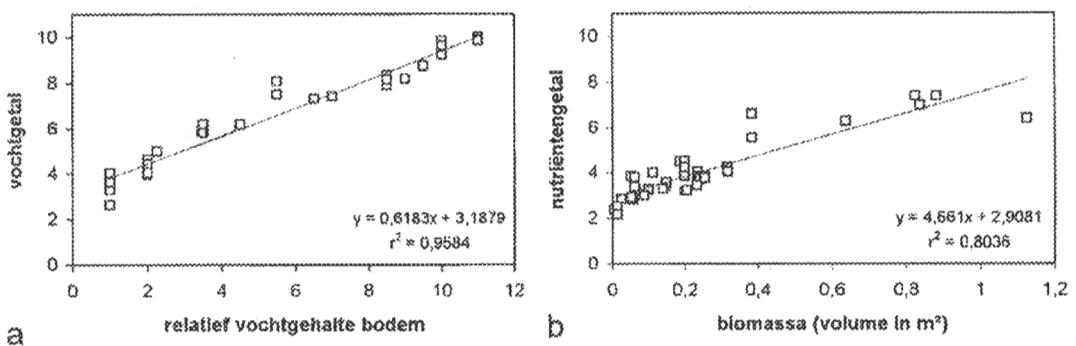 10
8
6
4
2
0
vochtgetal
y = 0,6183x + 3,1879
r² = 0,9584
0 2 4 6 8 10 12
relatief vochtgehalte bodem
a
10
8
6
4
2
0
nutriëntengetal
y = 4,661x + 2,9081
r² = 0,8036
0 0,2 0,4 0,6 0,8 1 1,2
biomassa (volume in m²)
b